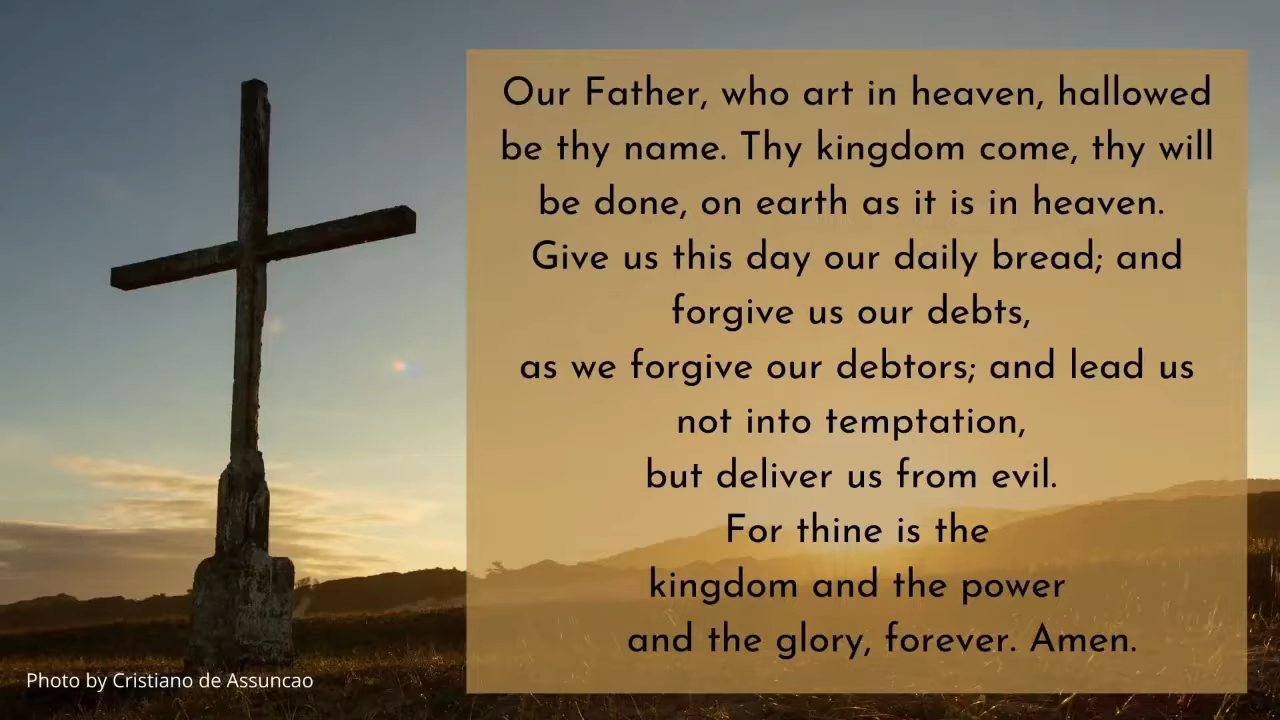 Our Father, who art in heaven, hallowed
be thy name. Thy kingdom come, thy will
be done, on earth as it is in heaven.
Give us this day our daily bread; and
forgive us our debts,
as we forgive our debtors; and lead us
not into temptation,
but deliver us from evil.
For thine is the
kingdom and the power
and the glory, forever. Amen.
Photo by Cristiano de Assuncao